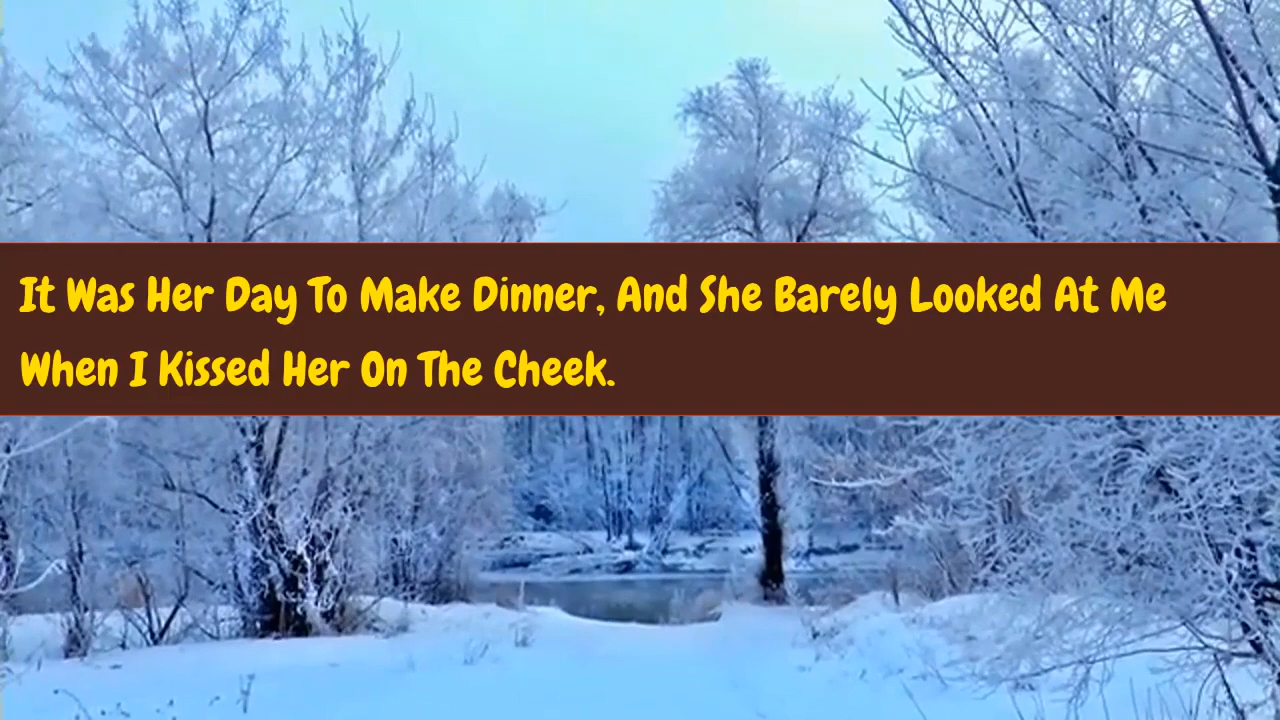 It Was Her Day To Make Dinner, And She Barely Looked At Me
When I Kissed Her On The Cheek.